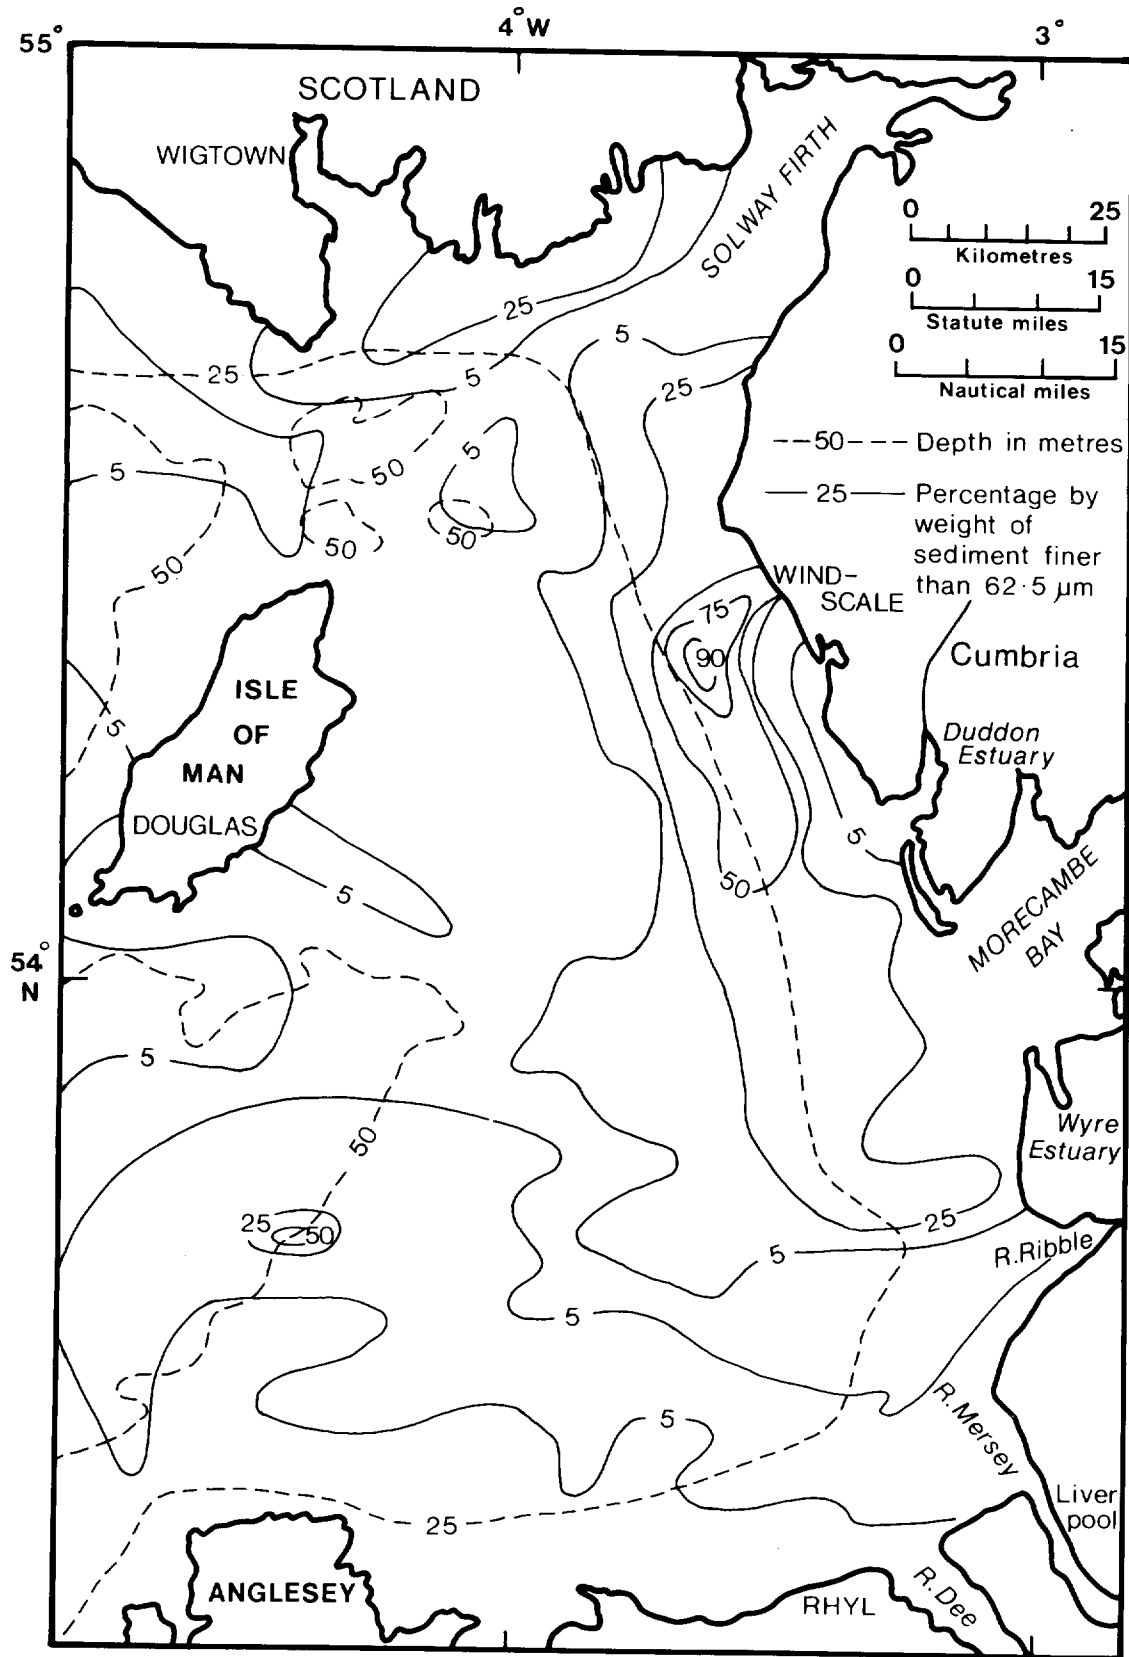 4° W
3°
55°
SCOTLAND
WIGTOWN
SOLWAY FIRTH
0 25
Kilometres
0 15
Statute miles
0 15
Nautical miles
25
5
25
5
25
5
5
50
5
50
50
50
--50--- Depth in metres
—25— Percentage by
weight of
sediment finer
than 62·5 µm
WIND-
SCALE
75
90
Cumbria
ISLE
OF
MAN
DOUGLAS
5
Duddon
Estuary
5
50
5
MORECAMBE
BAY
54°
N
5
50
Wyre
Estuary
25
50
25
5
R.Ribble
5
5
R.Mersey
Liver
pool
25
ANGLESEY
RHYL
R.Dee